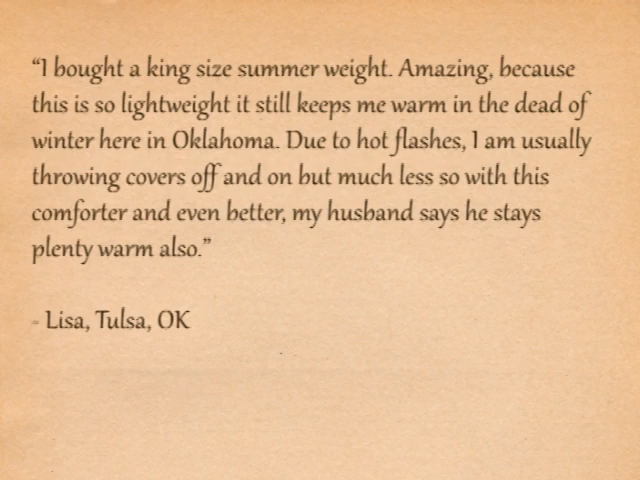 “I bought a king size summer weight. Amazing, because
this is so lightweight it still keeps me warm in the dead of
winter here in Oklahoma. Due to hot flashes, I am usually
throwing covers off and on but much less so with this
comforter and even better, my husband says he stays
plenty warm also.”
- Lisa, Tulsa, OK